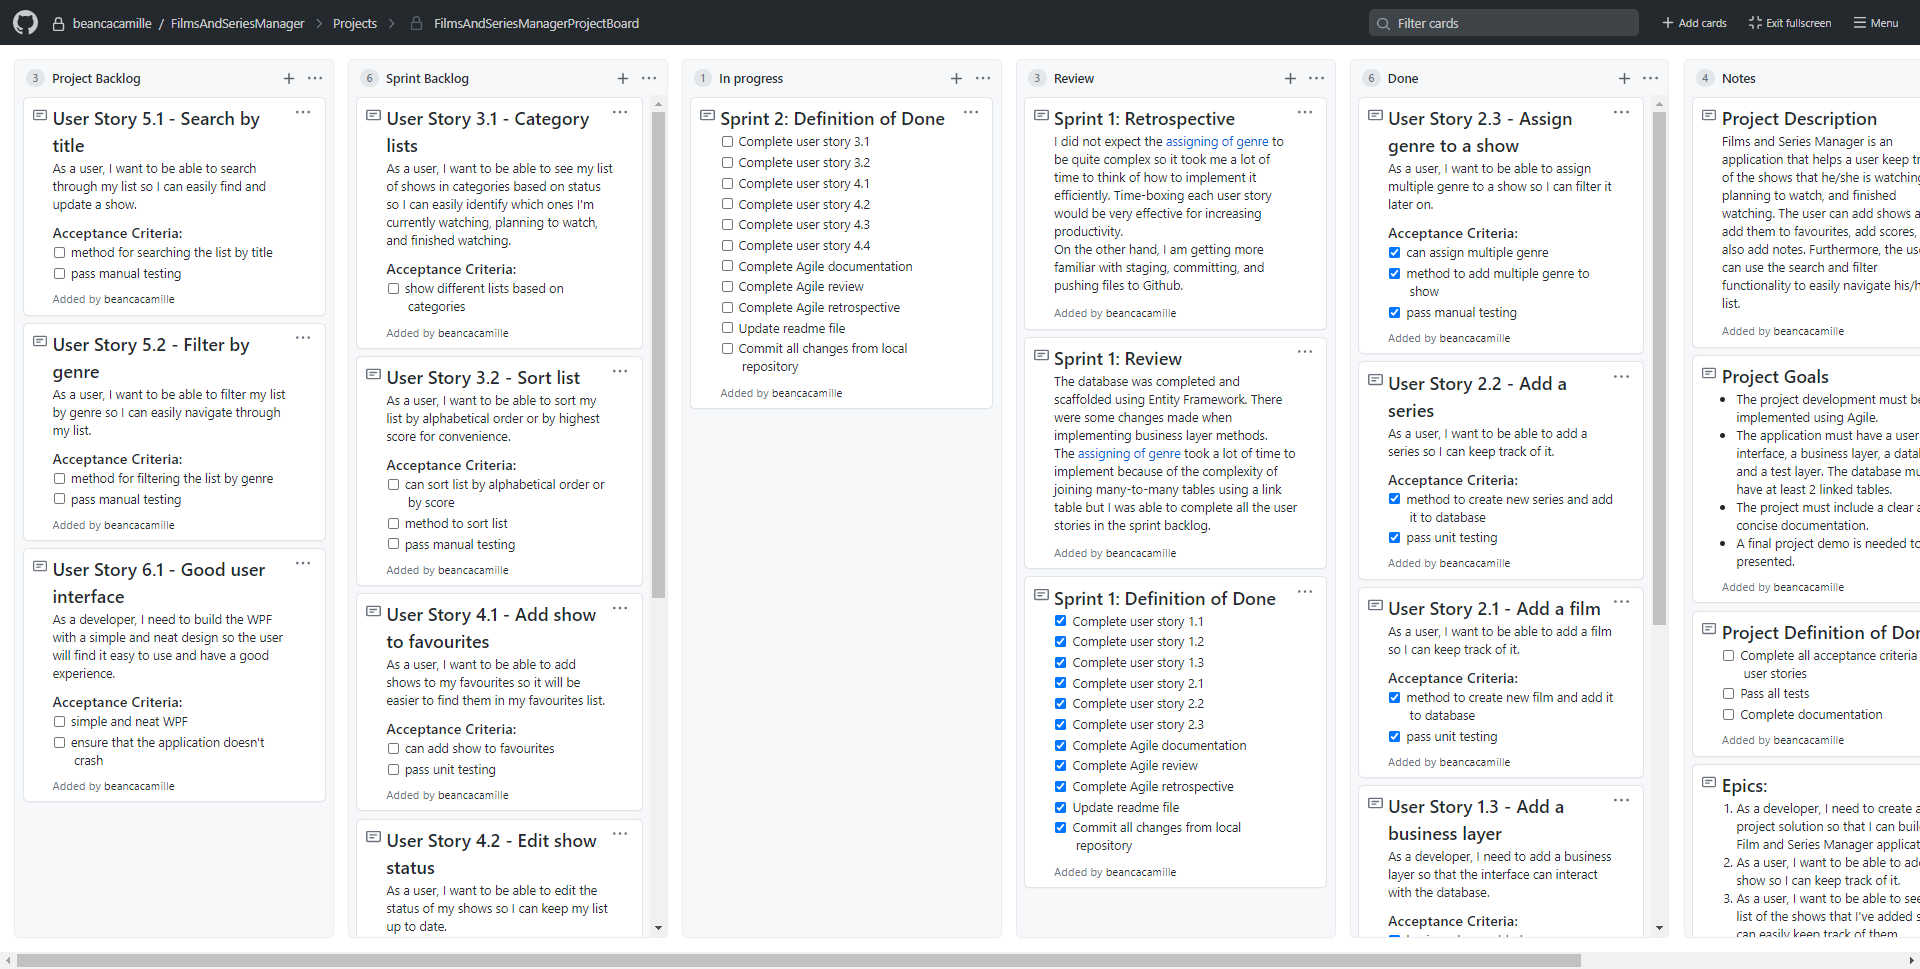 beancacamille / FilmsAndSeriesManager > Projects > FilmsAndSeriesManagerProjectBoard
Filter cards
Add cards
Exit fullscreen
Menu
3 Project Backlog
User Story 5.1 - Search by
title
As a user, I want to be able to search
through my list so I can easily find and
update a show.
Acceptance Criteria:
method for searching the list by title
pass manual testing
Added by beancacamille
User Story 5.2 - Filter by
genre
As a user, I want to be able to filter my list
by genre so I can easily navigate through
my list.
Acceptance Criteria:
method for filtering the list by genre
pass manual testing
Added by beancacamille
User Story 6.1 - Good user
interface
As a developer, I need to build the WPF
with a simple and neat design so the user
will find it easy to use and have a good
experience.
Acceptance Criteria:
simple and neat WPF
ensure that the application doesn't
crash
Added by beancacamille
6 Sprint Backlog
User Story 3.1 - Category
lists
As a user, I want to be able to see my list
of shows in categories based on status
so I can easily identify which ones I'm
currently watching, planning to watch,
and finished watching.
Acceptance Criteria:
show different lists based on
categories
Added by beancacamille
User Story 3.2 - Sort list
As a user, I want to be able to sort my
list by alphabetical order or by highest
score for convenience.
Acceptance Criteria:
can sort list by alphabetical order or
by score
method to sort list
pass manual testing
Added by beancacamille
User Story 4.1 - Add show
to favourites
As a user, I want to be able to add
shows to my favourites so it will be
easier to find them in my favourites list.
Acceptance Criteria:
can add show to favourites
pass unit testing
Added by beancacamille
User Story 4.2 - Edit show
status
As a user, I want to be able to edit the
status of my shows so I can keep my list
up to date.
1 In progress
Sprint 2: Definition of Done
Complete user story 3.1
Complete user story 3.2
Complete user story 4.1
Complete user story 4.2
Complete user story 4.3
Complete user story 4.4
Complete Agile documentation
Complete Agile review
Complete Agile retrospective
Update readme file
Commit all changes from local
repository
Added by beancacamille
3 Review
Sprint 1: Retrospective
I did not expect the assigning of genre to
be quite complex so it took me a lot of
time to think of how to implement it
efficiently. Time-boxing each user story
would be very effective for increasing
productivity.
On the other hand, I am getting more
familiar with staging, committing, and
pushing files to Github.
Added by beancacamille
Sprint 1: Review
The database was completed and
scaffolded using Entity Framework. There
were some changes made when
implementing business layer methods.
The assigning of genre took a lot of time to
implement because of the complexity of
joining many-to-many tables using a link
table but I was able to complete all the user
stories in the sprint backlog.
Added by beancacamille
Sprint 1: Definition of Done
Complete user story 1.1
Complete user story 1.2
Complete user story 1.3
Complete user story 2.1
Complete user story 2.2
Complete user story 2.3
Complete Agile documentation
Complete Agile review
Complete Agile retrospective
Update readme file
Commit all changes from local
repository
Added by beancacamille
6 Done
User Story 2.3 - Assign
genre to a show
As a user, I want to be able to assign
multiple genre to a show so I can filter it
later on.
Acceptance Criteria:
can assign multiple genre
method to add multiple genre to
show
pass manual testing
Added by beancacamille
User Story 2.2 - Add a
series
As a user, I want to be able to add a
series so I can keep track of it.
Acceptance Criteria:
method to create new series and add
it to database
pass unit testing
Added by beancacamille
User Story 2.1 - Add a film
As a user, I want to be able to add a film
so I can keep track of it.
Acceptance Criteria:
method to create new film and add it
to database
pass unit testing
Added by beancacamille
User Story 1.3 - Add a
business layer
As a developer, I need to add a business
layer so that the interface can interact
with the database.
Acceptance Criteria:
4 Notes
Project Description
Films and Series Manager is an
application that helps a user keep
of the shows that he/she is watching
planning to watch, and finished
watching. The user can add shows
add them to favourites, add scores,
also add notes. Furthermore, the
can use the search and filter
functionality to easily navigate
list.
Added by beancacamille
Project Goals
• The project development must
implemented using Agile.
• The application must have a user
interface, a business layer, a
and a test layer. The database
have at least 2 linked tables.
• The project must include a clear
concise documentation.
• A final project demo is needed
presented.
Added by beancacamille
Project Definition of
Complete all acceptance criteria
user stories
Pass all tests
Complete documentation
Added by beancacamille
Epics:
1. As a developer, I need to create
project solution so that I can
Film and Series Manager
2. As a user, I want to be able to
show so I can keep track of it.
3. As a user, I want to be able to
list of the shows that I've added
can easily keep track of them